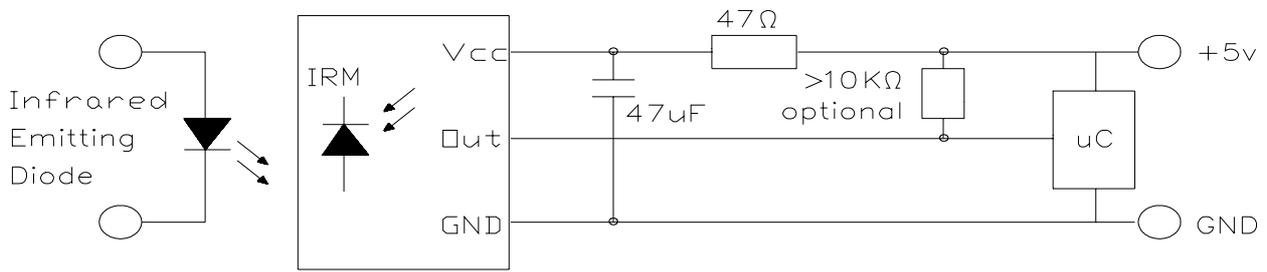 47Ω
Vcc
+5v
IRM
>10KΩ
optional
Infrared
Emitting
Diode
47uF
Out
uC
GND
GND